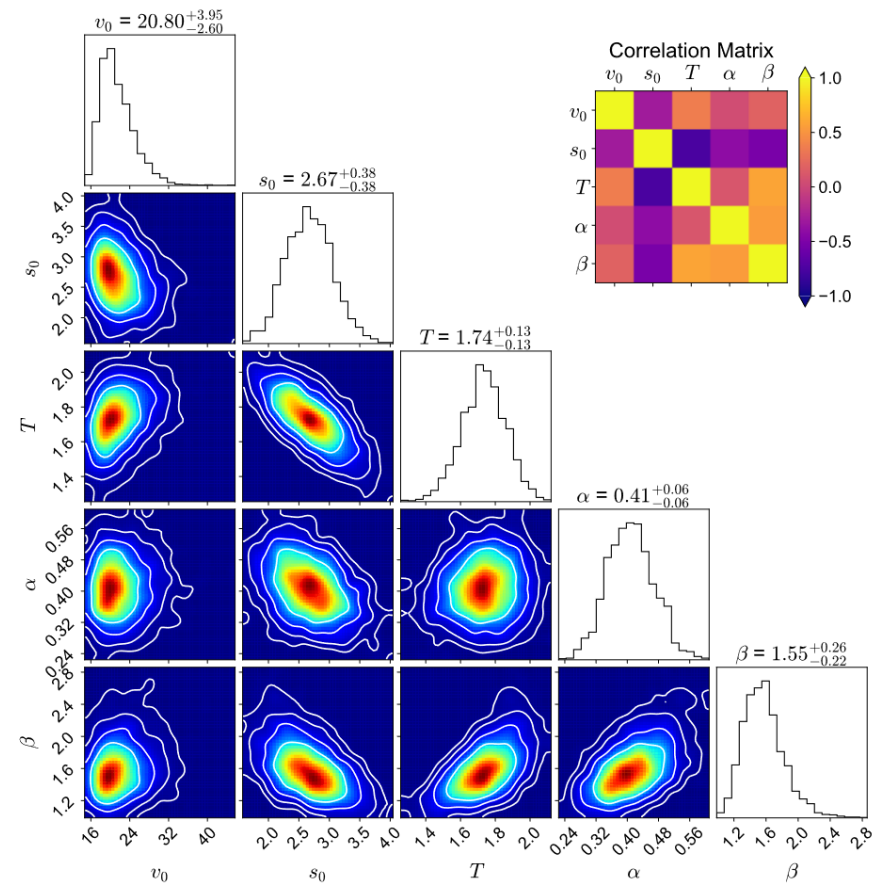 v₀ = 20.80 +3.95 −2.60
Correlation Matrix
v₀ s₀ T α β
v₀
s₀
T
α
β
1.0
0.5
0.0
−0.5
−1.0
s₀ = 2.67 +0.38 −0.38
4.0
3.5
3.0
2.5
2.0
s₀
T = 1.74 +0.13 −0.13
2.0
1.8
1.6
1.4
T
α = 0.41 +0.06 −0.06
0.56
0.48
0.40
0.32
0.24
α
β = 1.55 +0.26 −0.22
2.8
2.4
2.0
1.6
1.2
β
16 24 32 40 2.0 2.5 3.0 3.5 4.0 1.4 1.6 1.8 2.0 0.24 0.32 0.40 0.48 0.56 1.2 1.6 2.0 2.4 2.8
v₀ s₀ T α β